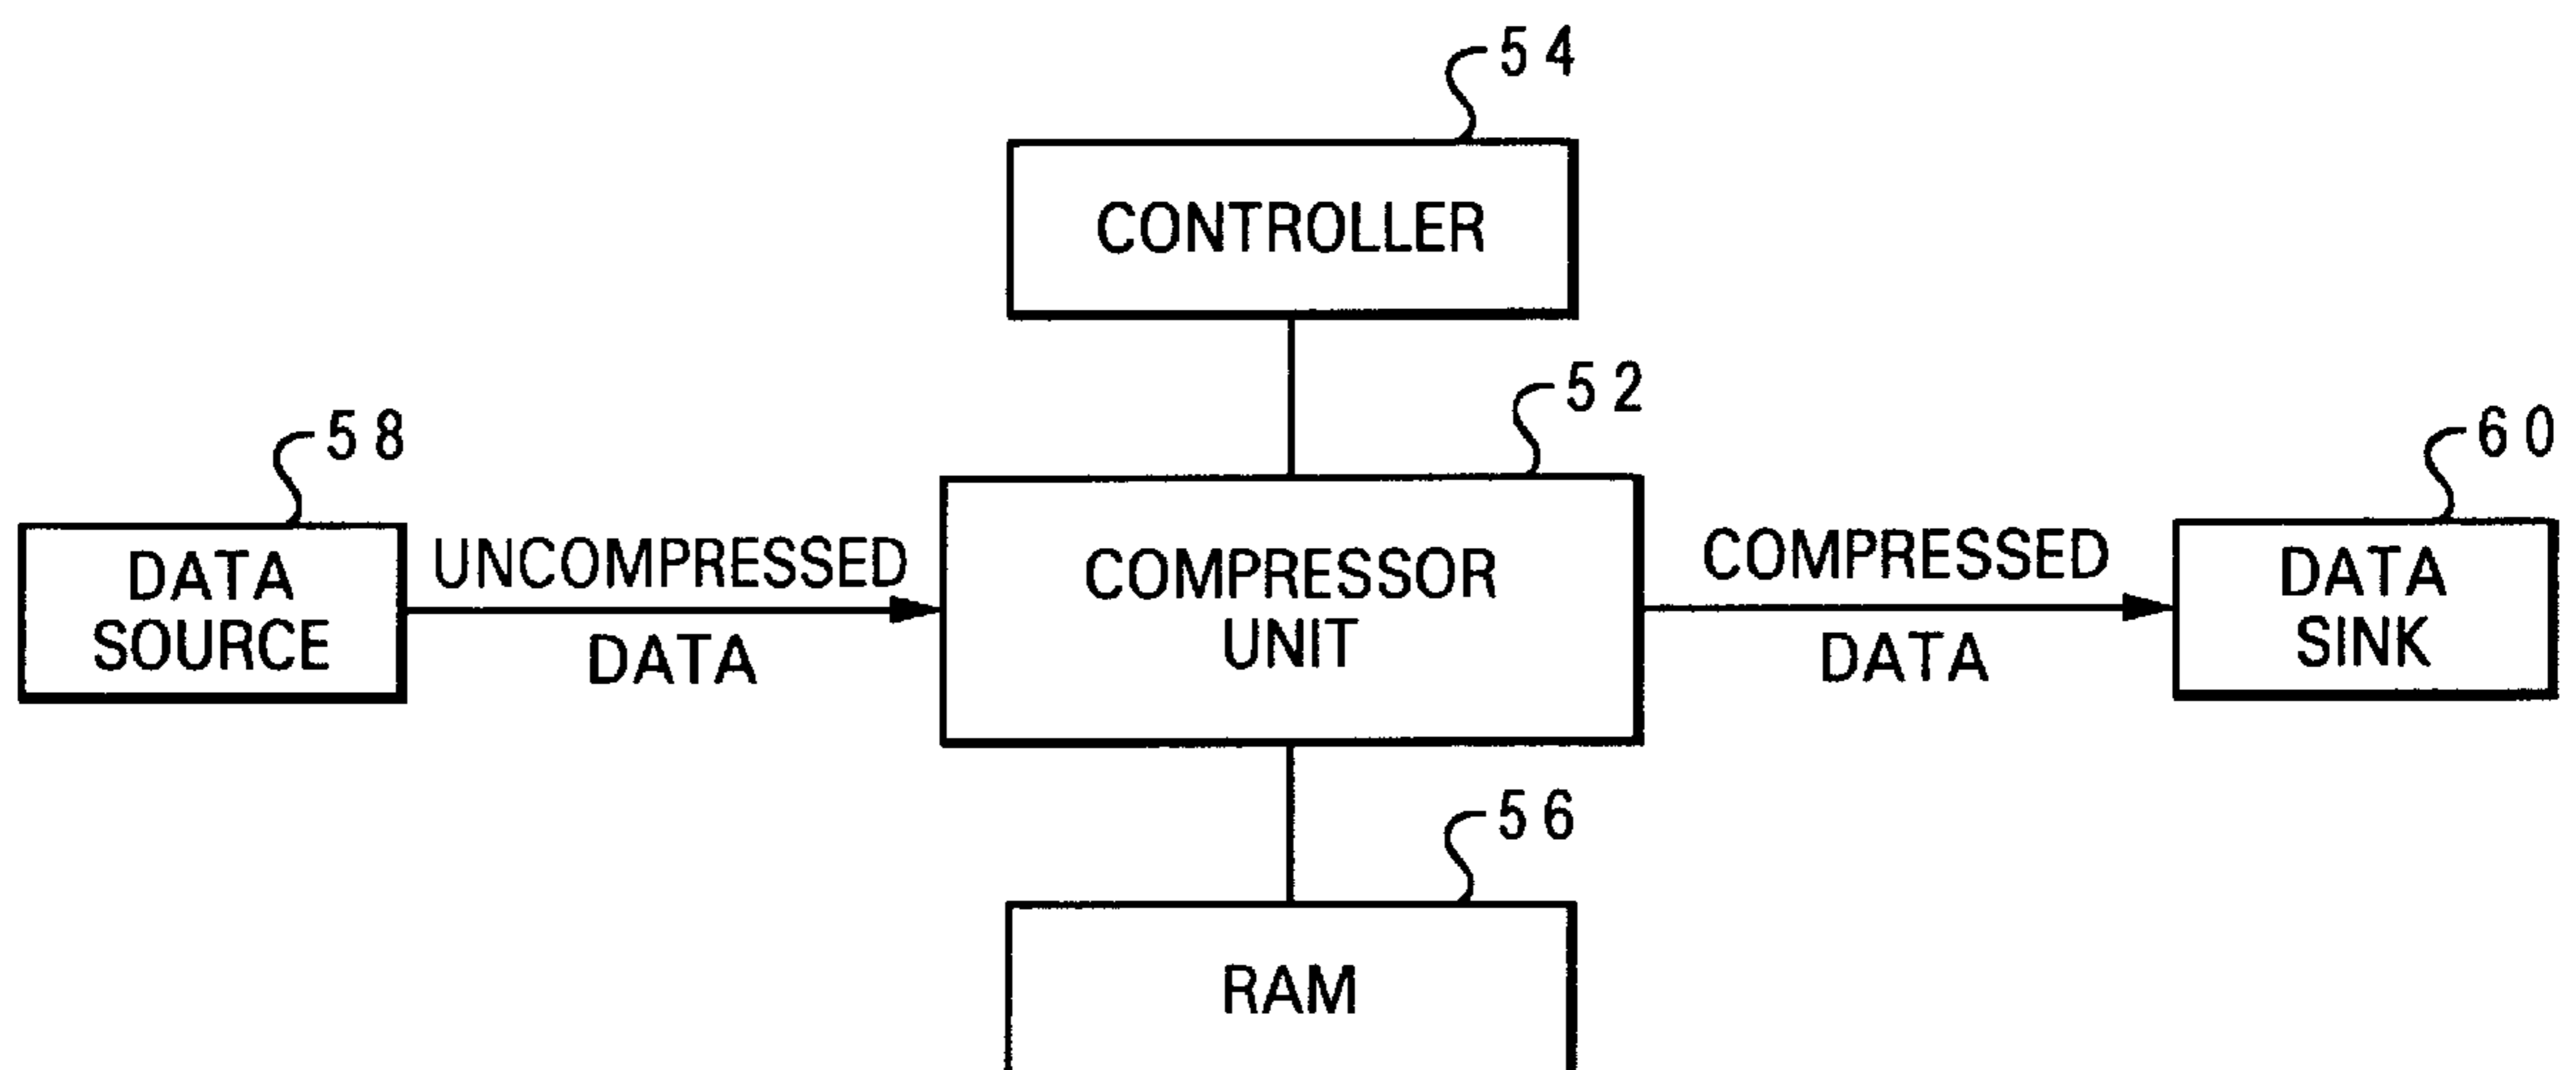 54
CONTROLLER
52
58
60
DATA
SOURCE
UNCOMPRESSED
DATA
COMPRESSOR
UNIT
COMPRESSED
DATA
DATA
SINK
56
RAM